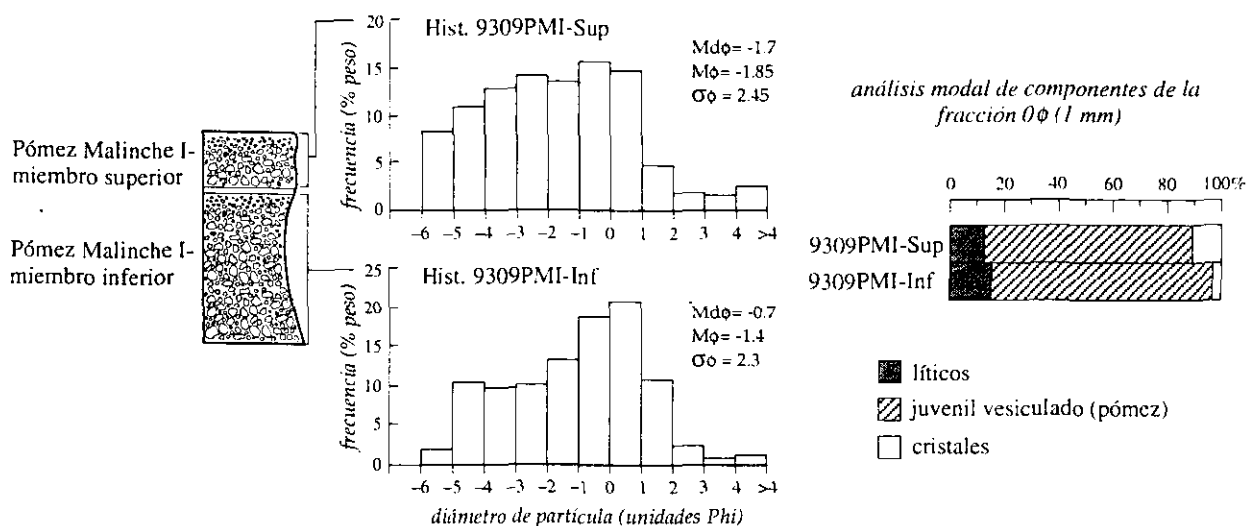 Pómez Malinche I-
miembro superior
Pómez Malinche I-
miembro inferior
Hist. 9309PMI-Sup
Mdϕ= -1.7
Mϕ= -1.85
σϕ = 2.45
frecuencia (% peso)
20
15
10
5
0
-6 -5 -4 -3 -2 -1 0 1 2 3 4 >4
Hist. 9309PMI-Inf
Mdϕ= -0.7
Mϕ= -1.4
σϕ = 2.3
frecuencia (% peso)
25
20
15
10
5
0
-6 -5 -4 -3 -2 -1 0 1 2 3 4 >4
diámetro de partícula (unidades Phi)
análisis modal de componentes de la
fracción 0ϕ (1 mm)
0 20 40 60 80 100%
9309PMI-Sup
9309PMI-Inf
líticos
juvenil vesiculado (pómez)
cristales